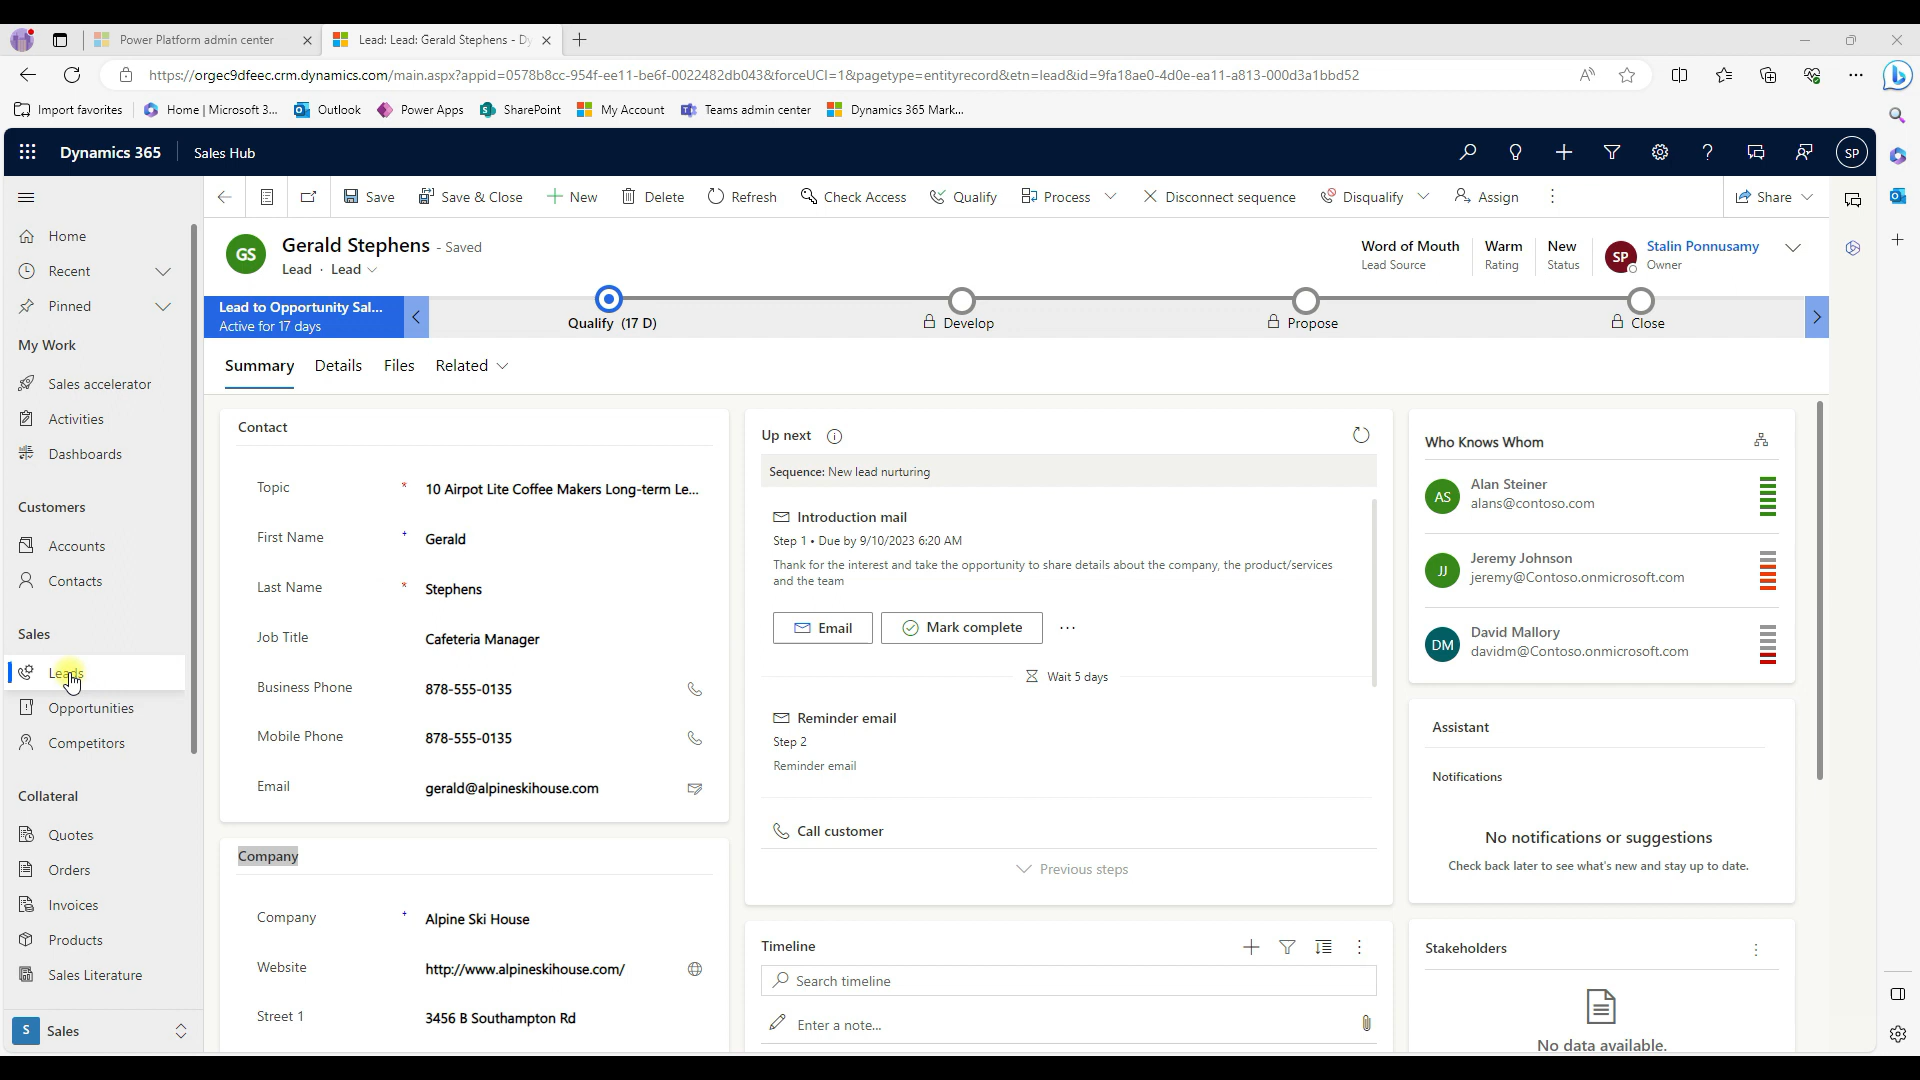 Power Platform admin center
Lead: Lead: Gerald Stephens - Dy
https://orgec9dfeec.crm.dynamics.com/main.aspx?appid=0578b8cc-954f-ee11-be6f-0022482db043&forceUCI=1&pagetype=entityrecord&etn=lead&id=9fa18ae0-4d0e-ea11-a813-000d3a1bbd52
Import favorites
Home | Microsoft 3...
Outlook
Power Apps
SharePoint
My Account
Teams admin center
Dynamics 365 Mark...
Dynamics 365
Sales Hub
SP
Save
Save & Close
New
Delete
Refresh
Check Access
Qualify
Process
Disconnect sequence
Disqualify
Assign
Share
Home
Recent
Pinned
My Work
Sales accelerator
Activities
Dashboards
Customers
Accounts
Contacts
Sales
Leads
Opportunities
Competitors
Collateral
Quotes
Orders
Invoices
Products
Sales Literature
S
Sales
GS
Gerald Stephens - Saved
Lead · Lead
Word of Mouth
Lead Source
Warm
Rating
New
Status
SP
Stalin Ponnusamy
Owner
Lead to Opportunity Sal...
Active for 17 days
Qualify (17 D)
Develop
Propose
Close
Summary
Details
Files
Related
Contact
Topic * 10 Airpot Lite Coffee Makers Long-term Le...
First Name + Gerald
Last Name * Stephens
Job Title Cafeteria Manager
Business Phone 878-555-0135
Mobile Phone 878-555-0135
Email gerald@alpineskihouse.com
Company
Company + Alpine Ski House
Website http://www.alpineskihouse.com/
Street 1 3456 B Southampton Rd
Up next
Sequence: New lead nurturing
Introduction mail
Step 1 • Due by 9/10/2023 6:20 AM
Thank for the interest and take the opportunity to share details about the company, the product/services
and the team
Email
Mark complete
...
Wait 5 days
Reminder email
Step 2
Reminder email
Call customer
Previous steps
Timeline
Search timeline
Enter a note...
Who Knows Whom
AS
Alan Steiner
alans@contoso.com
JJ
Jeremy Johnson
jeremy@Contoso.onmicrosoft.com
DM
David Mallory
davidm@Contoso.onmicrosoft.com
Assistant
Notifications
No notifications or suggestions
Check back later to see what's new and stay up to date.
Stakeholders
No data available.